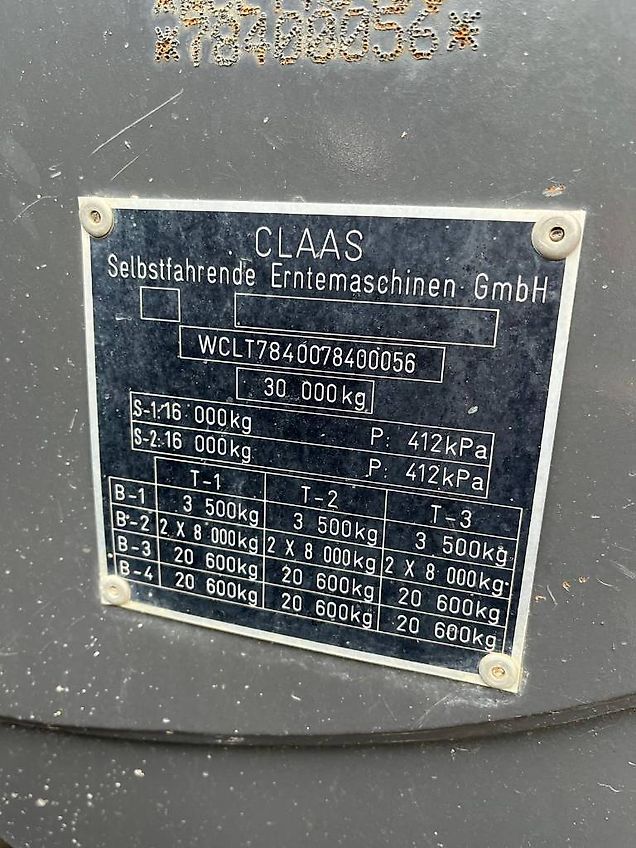 *78400056*
CLAAS
Selbstfahrende Erntemaschinen GmbH
WCLT7840078400056
30 000kg
S-1:16 000kg P: 412kPa
S-2:16 000kg P: 412kPa
T-1 T-2 T-3
B-1 3 500kg 3 500kg 3 500kg
B-2 2 X 8 000kg 2 X 8 000kg 2 X 8 000kg
B-3 20 600kg 20 600kg 20 600kg
B-4 20 600kg 20 600kg 20 600kg